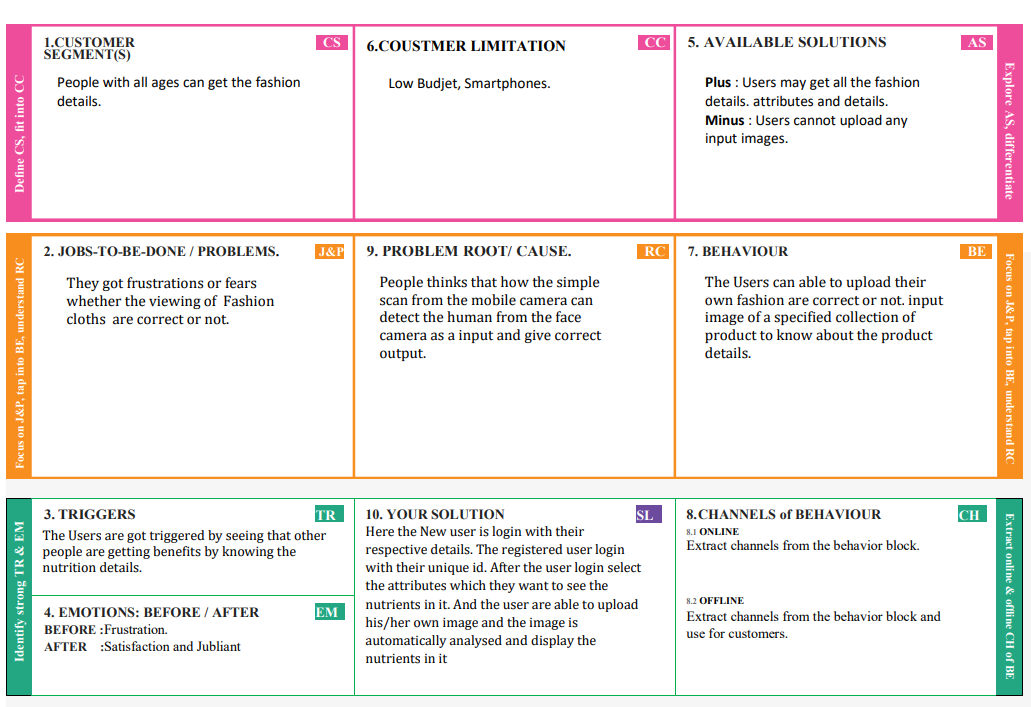 Define CS, fit into CC
1.CUSTOMER
SEGMENT(S)
CS
People with all ages can get the fashion
details.
6.COUSTMER LIMITATION
CC
Low Budjet, Smartphones.
5. AVAILABLE SOLUTIONS
AS
Plus : Users may get all the fashion
details. attributes and details.
Minus : Users cannot upload any
input images.
Explore AS, differentiate
Focus on J&P, tap into BE, understand RC
2. JOBS-TO-BE-DONE / PROBLEMS.
J&P
They got frustrations or fears
whether the viewing of Fashion
cloths are correct or not.
9. PROBLEM ROOT/ CAUSE.
RC
People thinks that how the simple
scan from the mobile camera can
detect the human from the face
camera as a input and give correct
output.
7. BEHAVIOUR
BE
The Users can able to upload their
own fashion are correct or not. input
image of a specified collection of
product to know about the product
details.
Focus on J&P, tap into BE, understand RC
Identify strong TR & EM
3. TRIGGERS
TR
The Users are got triggered by seeing that other
people are getting benefits by knowing the
nutrition details.
4. EMOTIONS: BEFORE / AFTER
EM
BEFORE :Frustration.
AFTER :Satisfaction and Jubliant
10. YOUR SOLUTION
SL
Here the New user is login with their
respective details. The registered user login
with their unique id. After the user login select
the attributes which they want to see the
nutrients in it. And the user are able to upload
his/her own image and the image is
automatically analysed and display the
nutrients in it
8.CHANNELS of BEHAVIOUR
CH
8.1 ONLINE
Extract channels from the behavior block.
8.2 OFFLINE
Extract channels from the behavior block and
use for customers.
Extract online & offline CH of BE